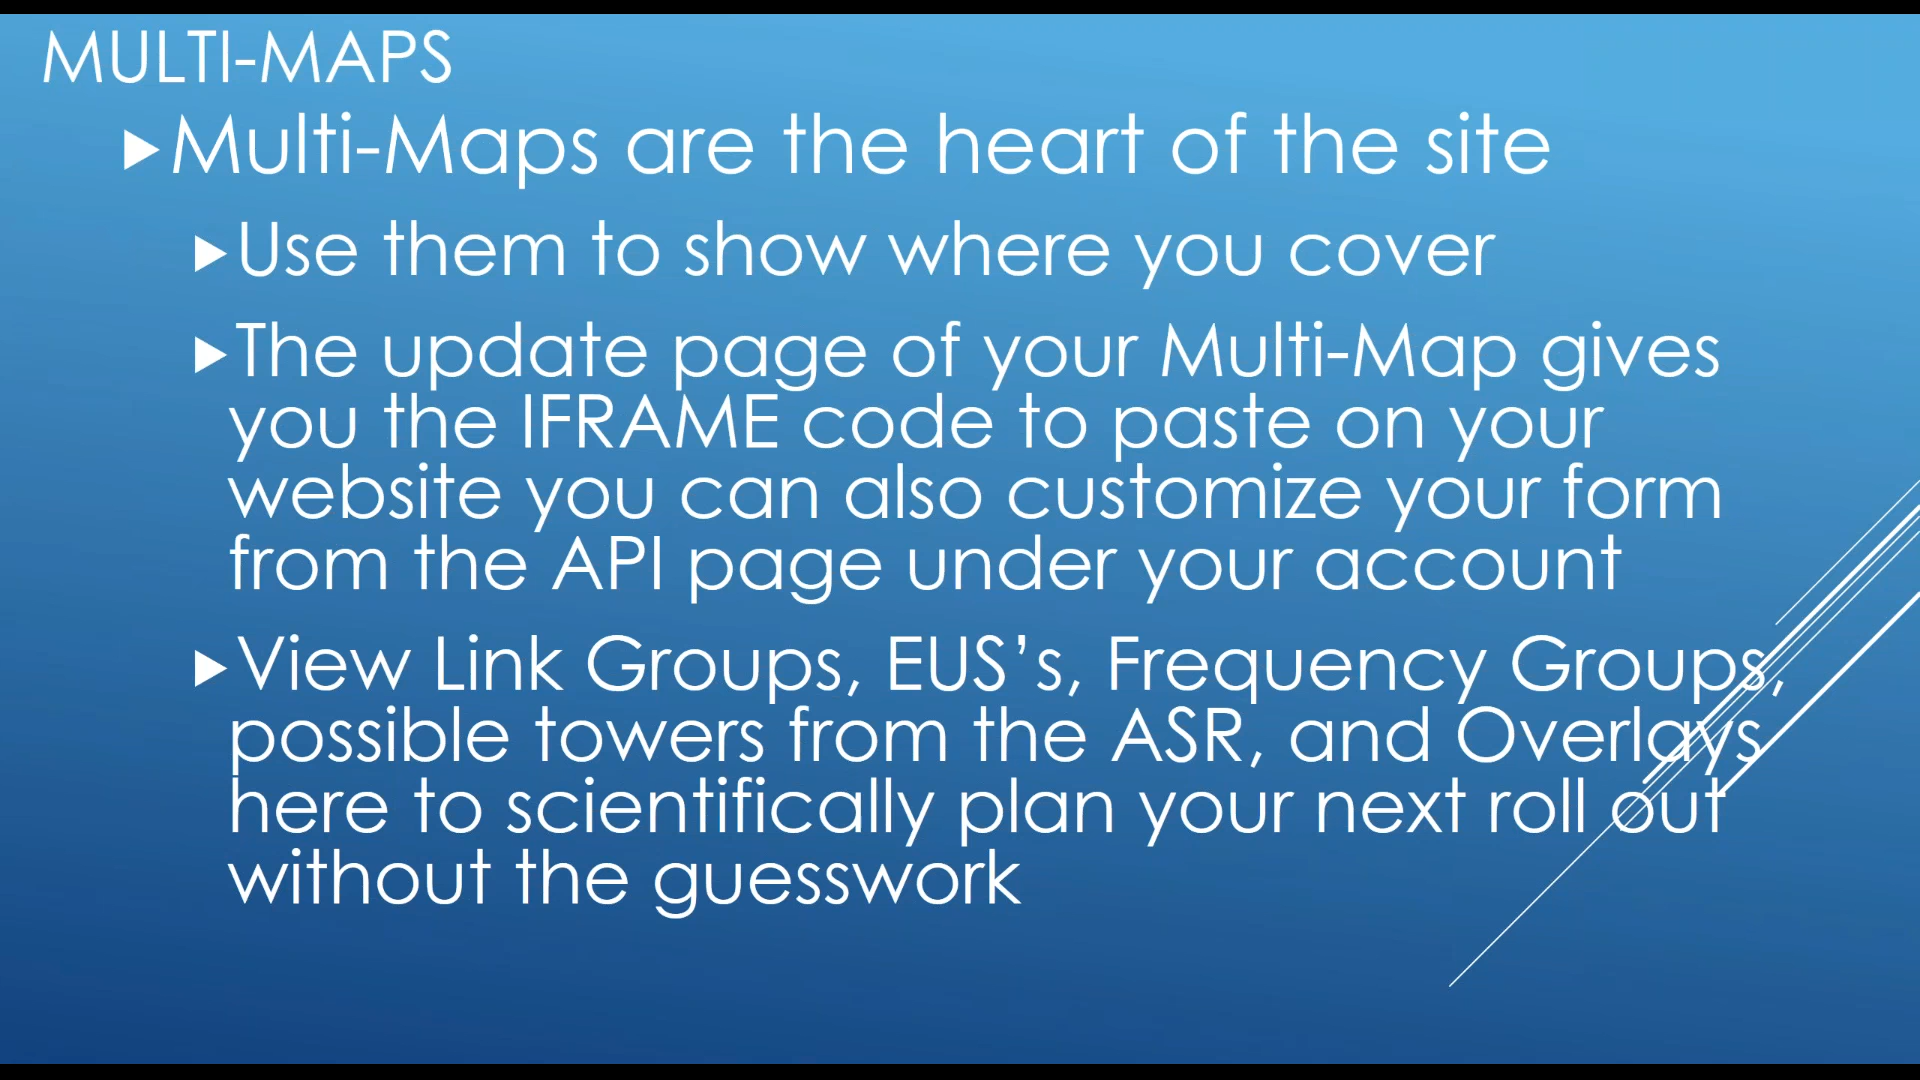 MULTI-MAPS
Multi-Maps are the heart of the site
Use them to show where you cover
The update page of your Multi-Map gives
you the IFRAME code to paste on your
website you can also customize your form
from the API page under your account
View Link Groups, EUS’s, Frequency Groups,
possible towers from the ASR, and Overlays
here to scientifically plan your next roll out
without the guesswork